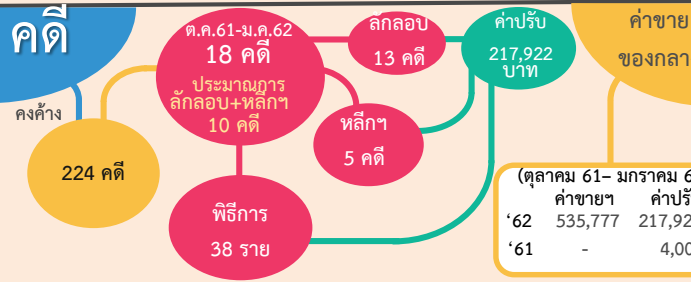 คดี
คงค้าง
224 คดี
ต.ค.61-ม.ค.62
18 คดี
ประมาณการ
ลักลอบ+หลีกฯ
10 คดี
ลักลอบ
13 คดี
หลีกฯ
5 คดี
พิธีการ
38 ราย
ค่าปรับ
217,922
บาท
ค่าขาย
ของกลา
(ตุลาคม 61– มกราคม 6
ค่าขายฯ ค่าปรั
‘62 535,777 217,92
‘61 - 4,00